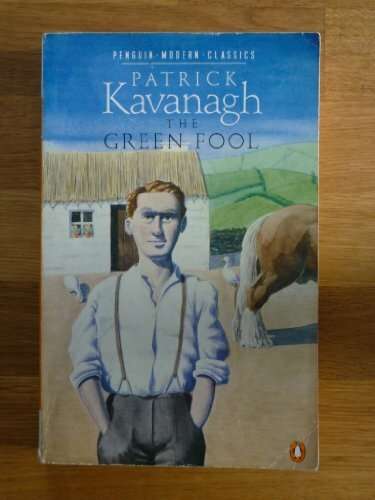 PENGUIN · MODERN · CLASSICS
PATRICK
Kavanagh
THE
GREEN FOOL